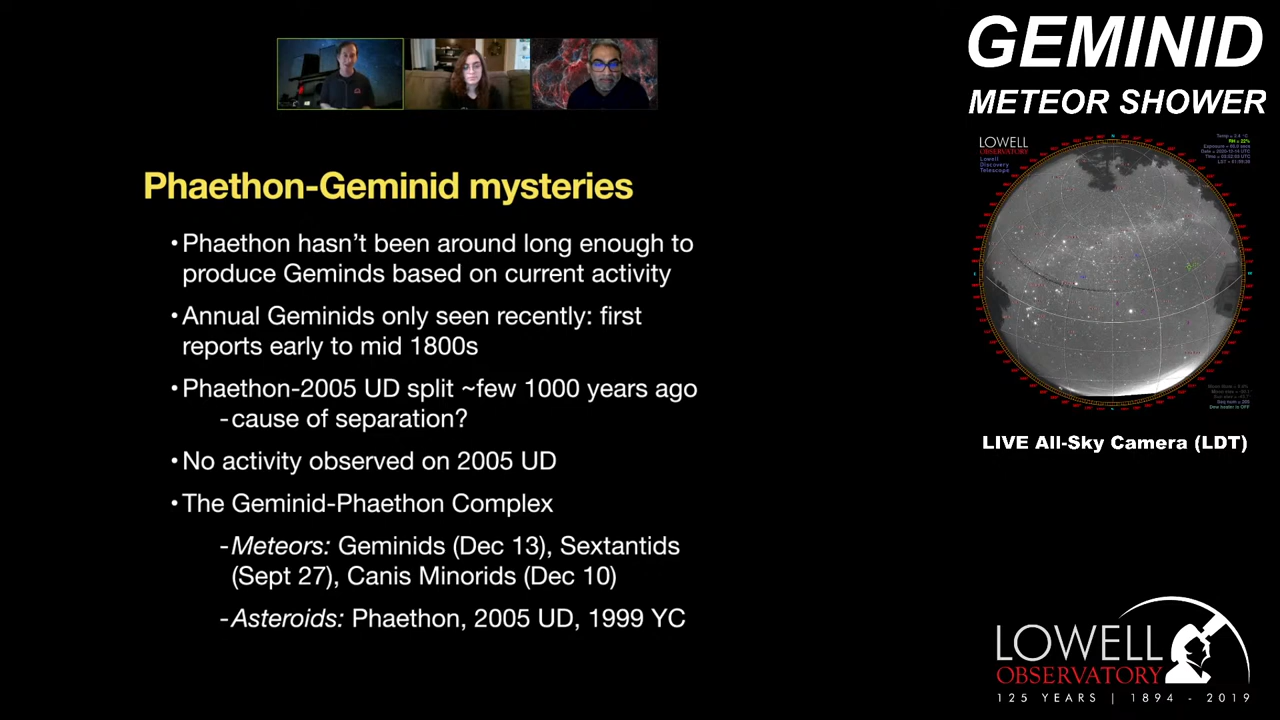 GEMINID
METEOR SHOWER
Phaethon-Geminid mysteries
•Phaethon hasn’t been around long enough to
produce Geminds based on current activity
•Annual Geminids only seen recently: first
reports early to mid 1800s
•Phaethon-2005 UD split ~few 1000 years ago
-cause of separation?
•No activity observed on 2005 UD
•The Geminid-Phaethon Complex
-Meteors: Geminids (Dec 13), Sextantids
(Sept 27), Canis Minorids (Dec 10)
-Asteroids: Phaethon, 2005 UD, 1999 YC
LOWELL
OBSERVATORY
Lowell
Discovery
Telescope
LIVE All-Sky Camera (LDT)
LOWELL
OBSERVATORY
125 YEARS | 1894 - 2019